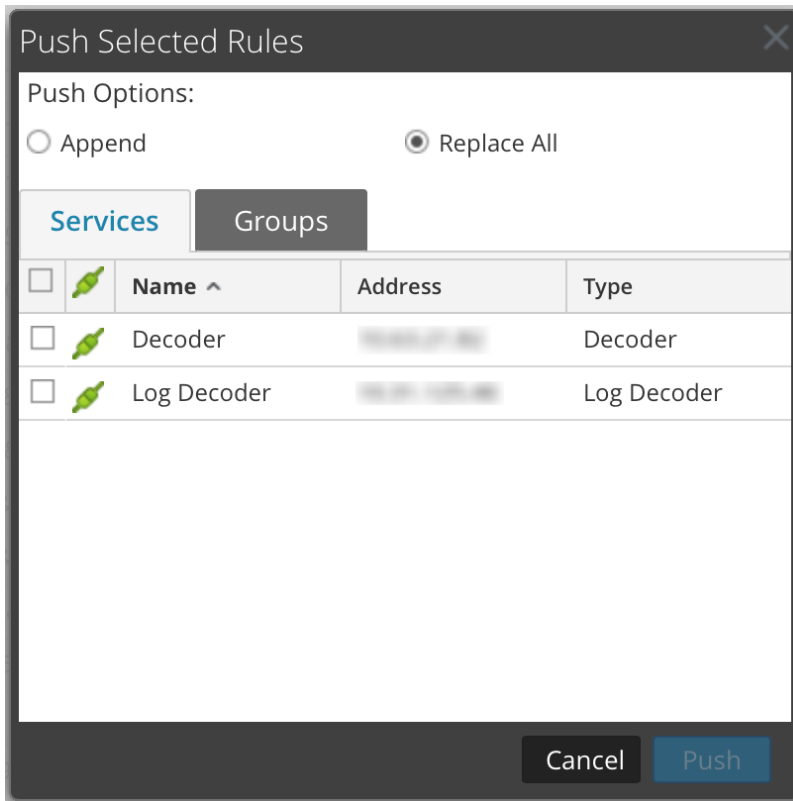 Push Selected Rules
Push Options:
Append Replace All
Services Groups
Name Address Type
Decoder Decoder
Log Decoder Log Decoder
Cancel Push